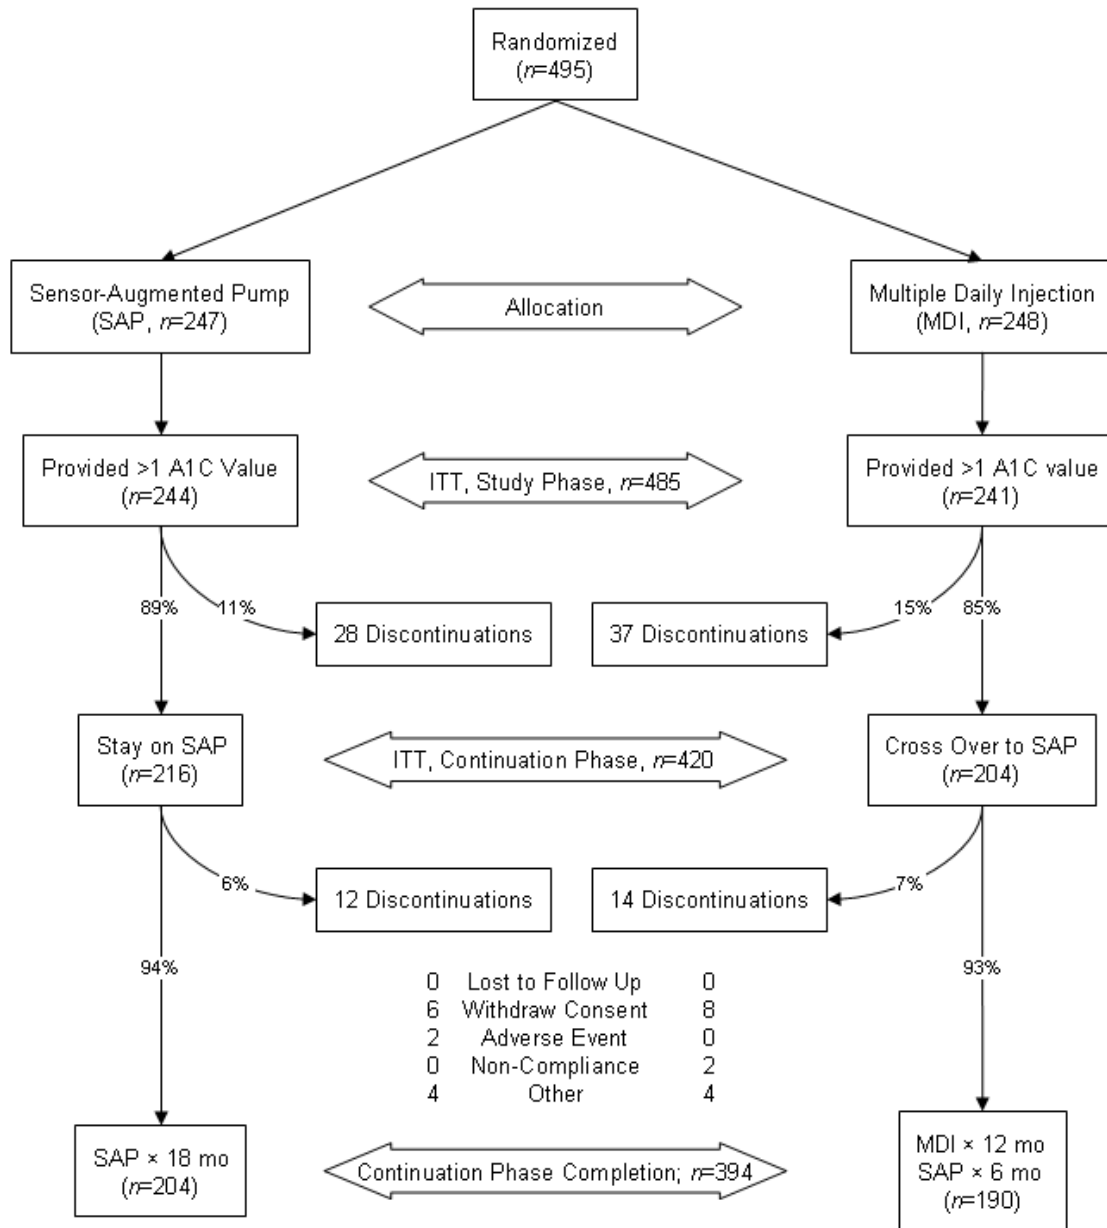 Randomized
(n=495)
Sensor-Augmented Pump
(SAP, n=247)
Allocation
Multiple Daily Injection
(MDI, n=248)
Provided >1 A1C Value
(n=244)
ITT, Study Phase, n=485
Provided >1 A1C value
(n=241)
89%
11%
15%
85%
28 Discontinuations
37 Discontinuations
Stay on SAP
(n=216)
ITT, Continuation Phase, n=420
Cross Over to SAP
(n=204)
6%
7%
12 Discontinuations
14 Discontinuations
94%
93%
0 Lost to Follow Up 0
6 Withdraw Consent 8
2 Adverse Event 0
0 Non-Compliance 2
4 Other 4
SAP × 18 mo
(n=204)
Continuation Phase Completion; n=394
MDI × 12 mo
SAP × 6 mo
(n=190)